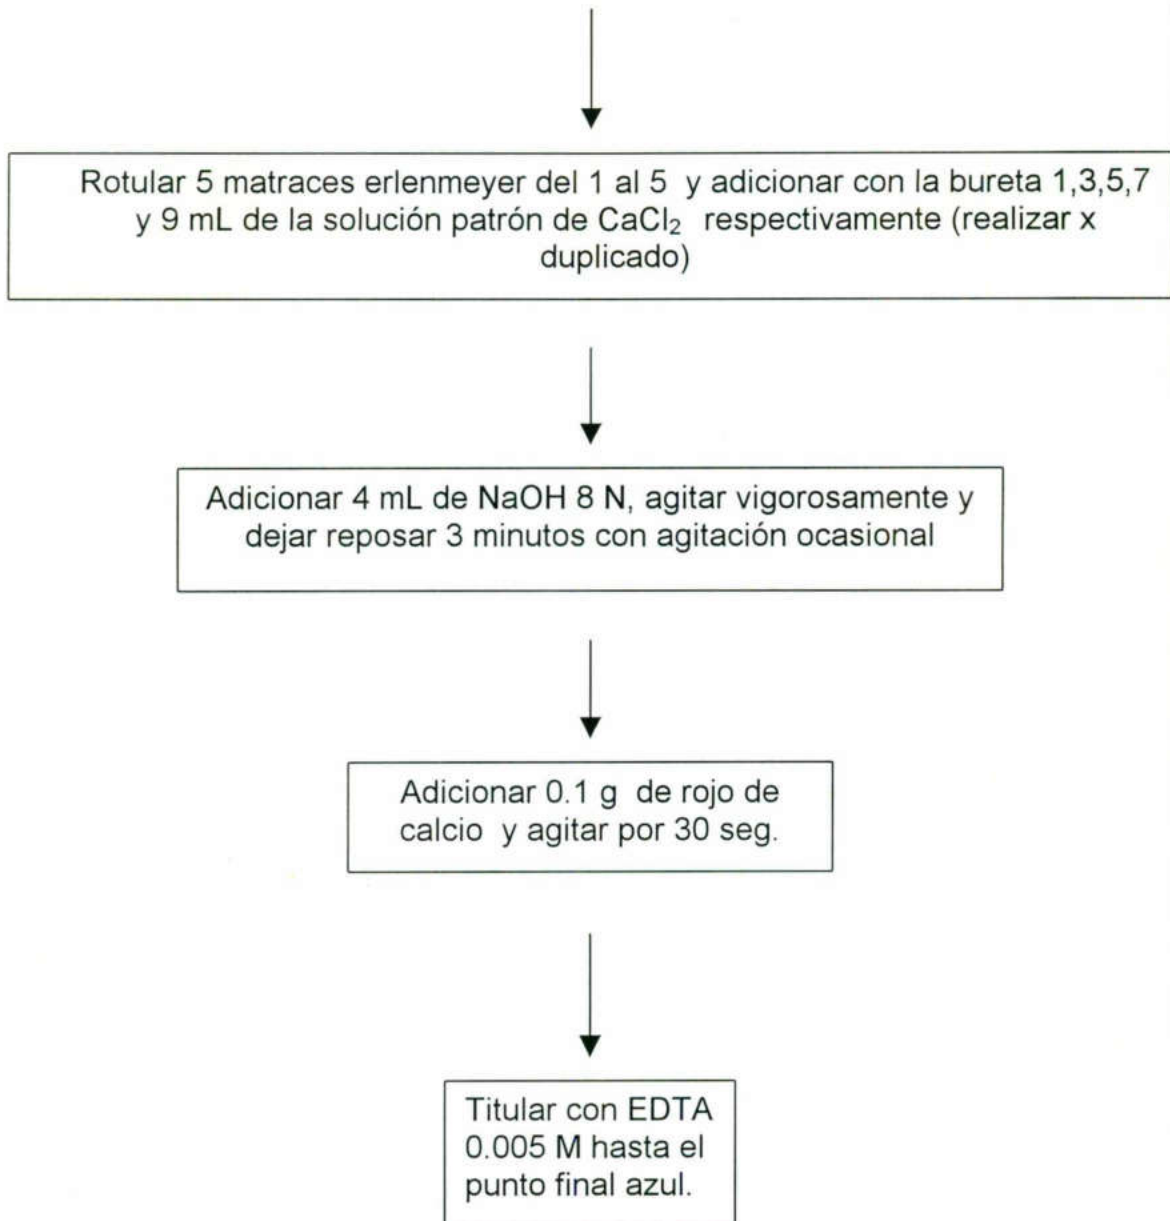 Rotular 5 matraces erlenmeyer del 1 al 5 y adicionar con la bureta 1,3,5,7
y 9 mL de la solución patrón de CaCl₂ respectivamente (realizar x
duplicado)
Adicionar 4 mL de NaOH 8 N, agitar vigorosamente y
dejar reposar 3 minutos con agitación ocasional
Adicionar 0.1 g de rojo de
calcio y agitar por 30 seg.
Titular con EDTA
0.005 M hasta el
punto final azul.